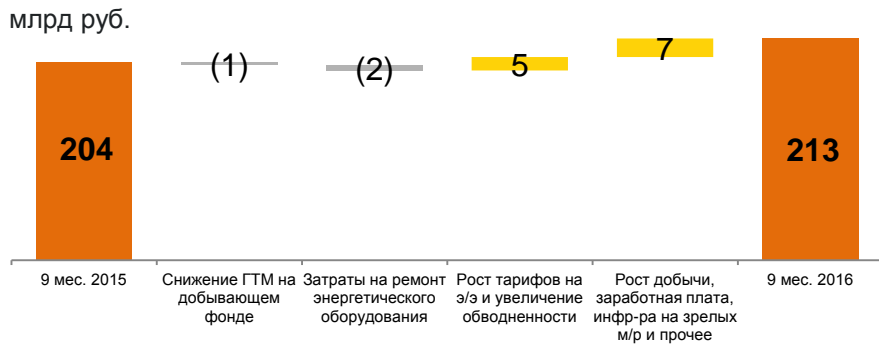 млрд руб.
204
(1)
(2)
5
7
213
9 мес. 2015
Снижение ГТМ на
добывающем
фонде
Затраты на ремонт
энергетического
оборудования
Рост тарифов на
э/э и увеличение
обводненности
Рост добычи,
заработная плата,
инфр-ра на зрелых
м/р и прочее
9 мес. 2016